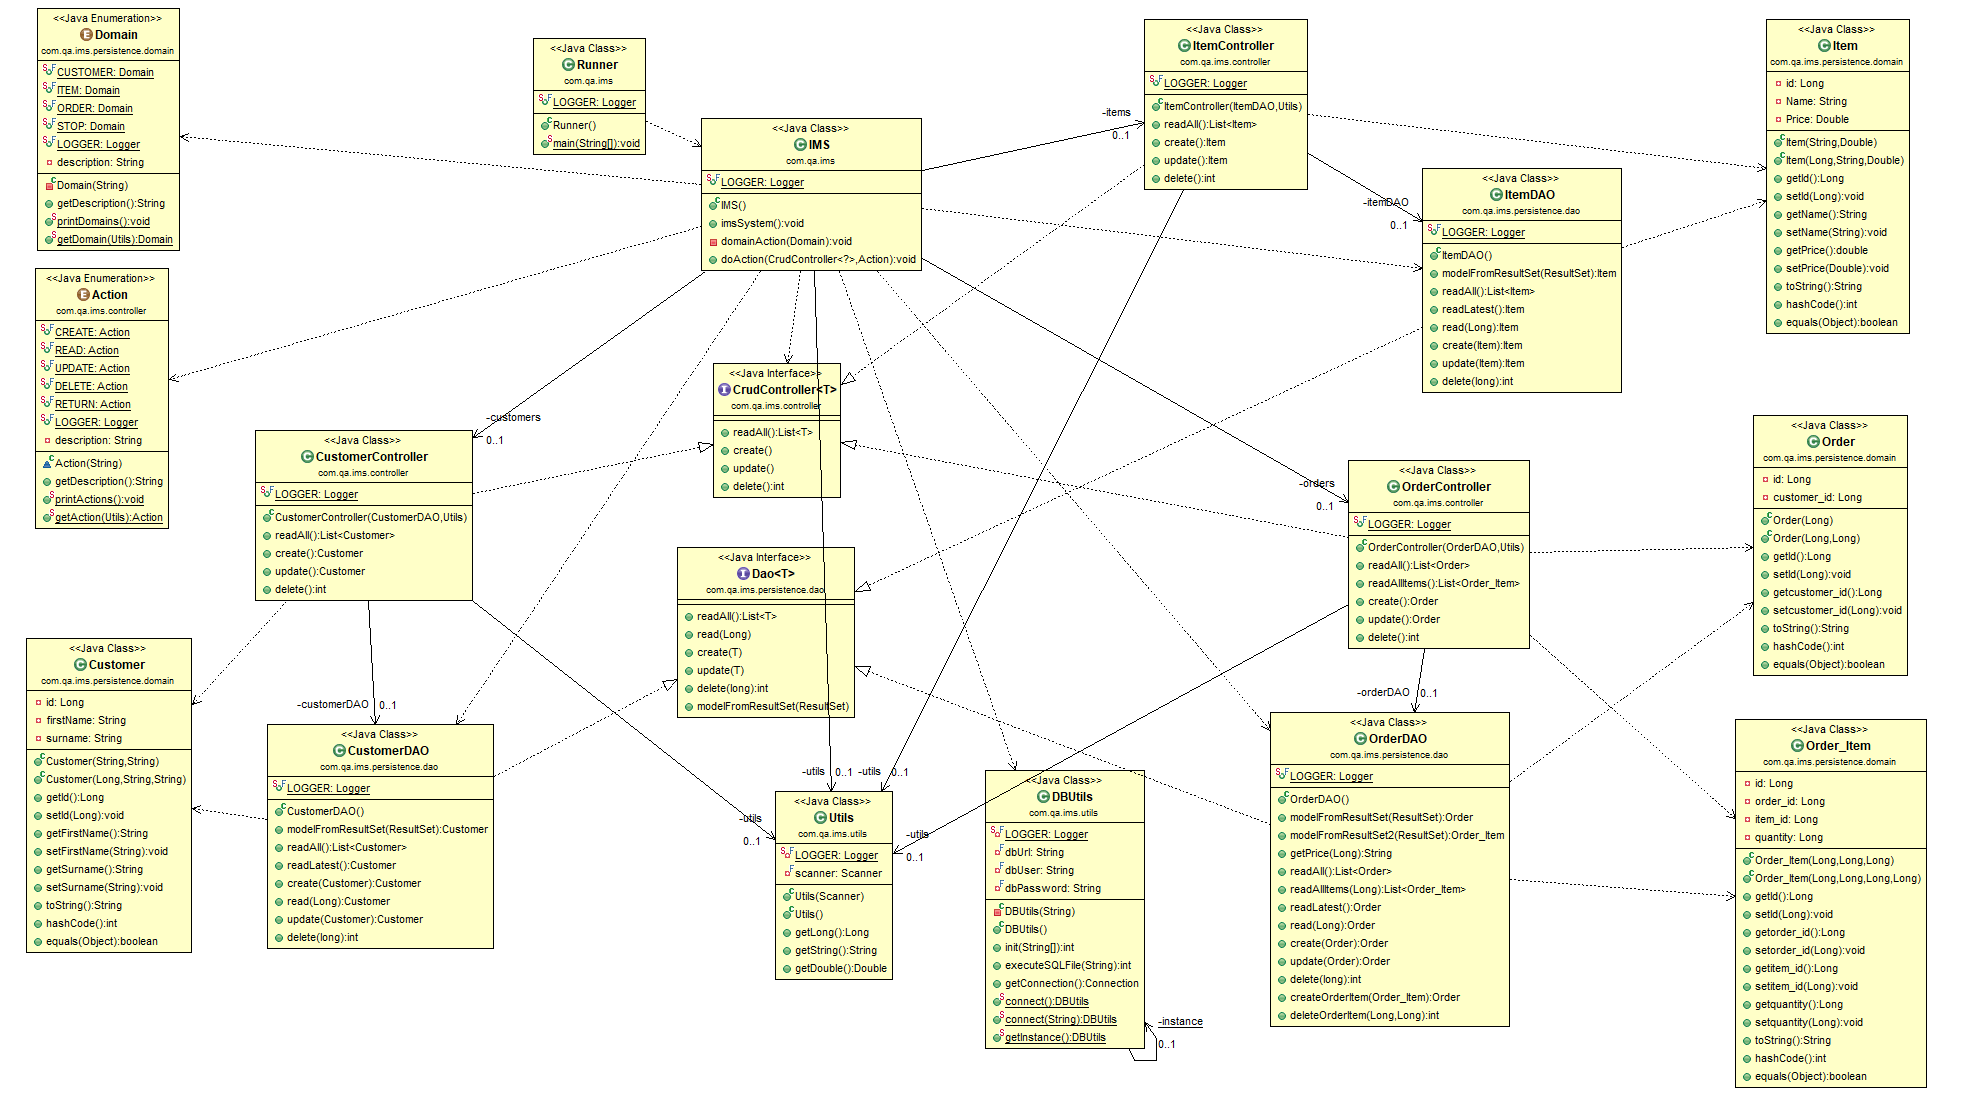 <<Java Enumeration>>
Domain
com.qa.ims.persistence.domain
CUSTOMER: Domain
ITEM: Domain
ORDER: Domain
STOP: Domain
LOGGER: Logger
description: String
Domain(String)
getDescription():String
printDomains():void
getDomain(Utils):Domain
<<Java Class>>
Runner
com.qa.ims
LOGGER: Logger
Runner()
main(String[]):void
<<Java Class>>
IMS
com.qa.ims
LOGGER: Logger
IMS()
imsSystem():void
domainAction(Domain):void
doAction(CrudController<?>,Action):void
<<Java Class>>
ItemController
com.qa.ims.controller
LOGGER: Logger
ItemController(ItemDAO,Utils)
readAll():List<Item>
create():Item
update():Item
delete():int
-items
0..1
<<Java Class>>
Item
com.qa.ims.persistence.domain
id: Long
Name: String
Price: Double
Item(String,Double)
Item(Long,String,Double)
getId():Long
setId(Long):void
getName():String
setName(String):void
getPrice():double
setPrice(Double):void
toString():String
hashCode():int
equals(Object):boolean
<<Java Class>>
ItemDAO
com.qa.ims.persistence.dao
LOGGER: Logger
ItemDAO()
modelFromResultSet(ResultSet):Item
readAll():List<Item>
readLatest():Item
read(Long):Item
create(Item):Item
update(Item):Item
delete(long):int
-itemDAO
0..1
<<Java Enumeration>>
Action
com.qa.ims.controller
CREATE: Action
READ: Action
UPDATE: Action
DELETE: Action
RETURN: Action
LOGGER: Logger
description: String
Action(String)
getDescription():String
printActions():void
getAction(Utils):Action
<<Java Interface>>
CrudController<T>
com.qa.ims.controller
readAll():List<T>
create()
update()
delete():int
-customers
0..1
<<Java Class>>
CustomerController
com.qa.ims.controller
LOGGER: Logger
CustomerController(CustomerDAO,Utils)
readAll():List<Customer>
create():Customer
update():Customer
delete():int
-orders
0..1
<<Java Class>>
OrderController
com.qa.ims.controller
LOGGER: Logger
OrderController(OrderDAO,Utils)
readAll():List<Order>
readAllItems():List<Order_Item>
create():Order
update():Order
delete():int
<<Java Class>>
Order
com.qa.ims.persistence.domain
id: Long
customer_id: Long
Order(Long)
Order(Long,Long)
getId():Long
setId(Long):void
getcustomer_id():Long
setcustomer_id(Long):void
toString():String
hashCode():int
equals(Object):boolean
<<Java Interface>>
Dao<T>
com.qa.ims.persistence.dao
readAll():List<T>
read(Long)
create(T)
update(T)
delete(long):int
modelFromResultSet(ResultSet)
<<Java Class>>
Customer
com.qa.ims.persistence.domain
id: Long
firstName: String
surname: String
Customer(String,String)
Customer(Long,String,String)
getId():Long
setId(Long):void
getFirstName():String
setFirstName(String):void
getSurname():String
setSurname(String):void
toString():String
hashCode():int
equals(Object):boolean
-customerDAO
0..1
<<Java Class>>
CustomerDAO
com.qa.ims.persistence.dao
LOGGER: Logger
CustomerDAO()
modelFromResultSet(ResultSet):Customer
readAll():List<Customer>
readLatest():Customer
create(Customer):Customer
read(Long):Customer
update(Customer):Customer
delete(long):int
-utils
0..1
-utils
0..1
-utils
0..1
-utils
0..1
<<Java Class>>
Utils
com.qa.ims.utils
LOGGER: Logger
scanner: Scanner
Utils(Scanner)
Utils()
getLong():Long
getString():String
getDouble():Double
<<Java Class>>
DBUtils
com.qa.ims.utils
LOGGER: Logger
dbUrl: String
dbUser: String
dbPassword: String
DBUtils(String)
DBUtils()
init(String[]):int
executeSQLFile(String):int
getConnection():Connection
connect():DBUtils
connect(String):DBUtils
getInstance():DBUtils
-instance
0..1
-orderDAO
0..1
<<Java Class>>
OrderDAO
com.qa.ims.persistence.dao
LOGGER: Logger
OrderDAO()
modelFromResultSet(ResultSet):Order
modelFromResultSet2(ResultSet):Order_Item
getPrice(Long):String
readAll():List<Order>
readAllItems(Long):List<Order_Item>
readLatest():Order
read(Long):Order
create(Order):Order
update(Order):Order
delete(long):int
createOrderItem(Order_Item):Order
deleteOrderItem(Long,Long):int
<<Java Class>>
Order_Item
com.qa.ims.persistence.domain
id: Long
order_id: Long
item_id: Long
quantity: Long
Order_Item(Long,Long,Long)
Order_Item(Long,Long,Long,Long)
getId():Long
setId(Long):void
getorder_id():Long
setorder_id(Long):void
getitem_id():Long
setitem_id(Long):void
getquantity():Long
setquantity(Long):void
toString():String
hashCode():int
equals(Object):boolean